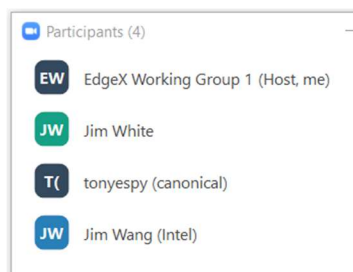 Participants (4)
EW EdgeX Working Group 1 (Host, me)
JW Jim White
T( tonyespy (canonical)
JW Jim Wang (Intel)